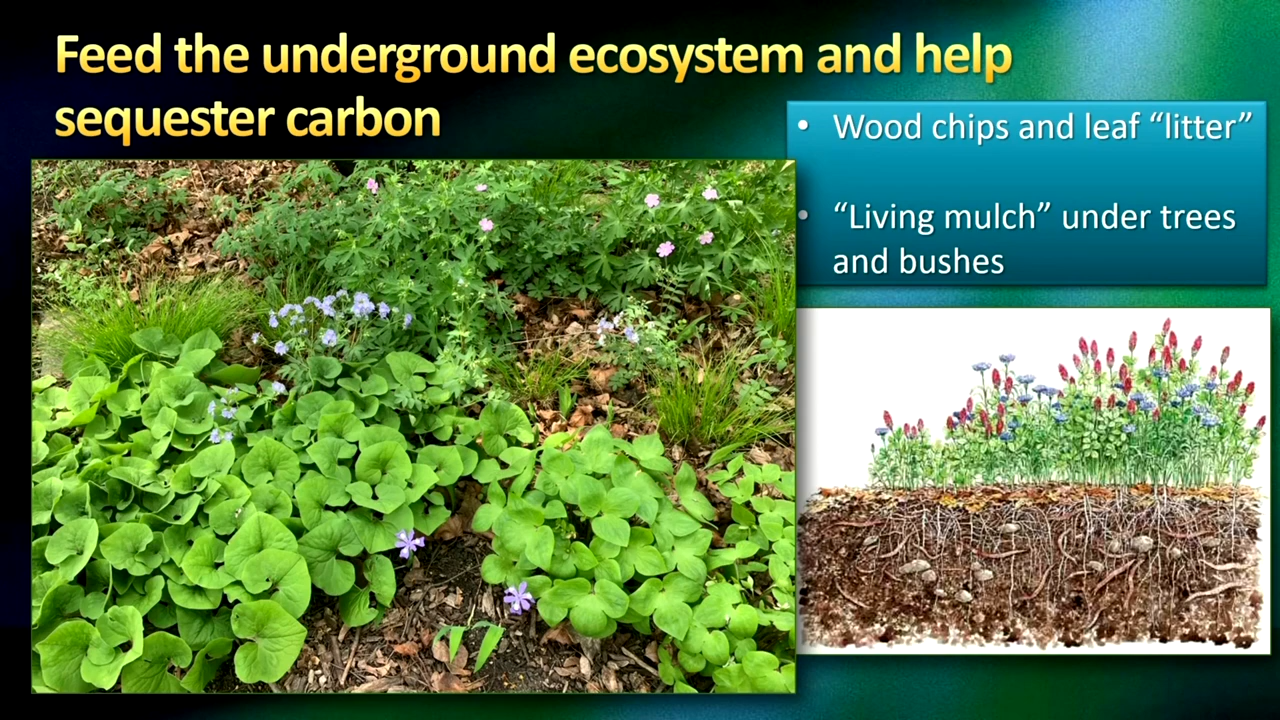 Feed the underground ecosystem and help
sequester carbon
• Wood chips and leaf “litter”
• “Living mulch” under trees
and bushes